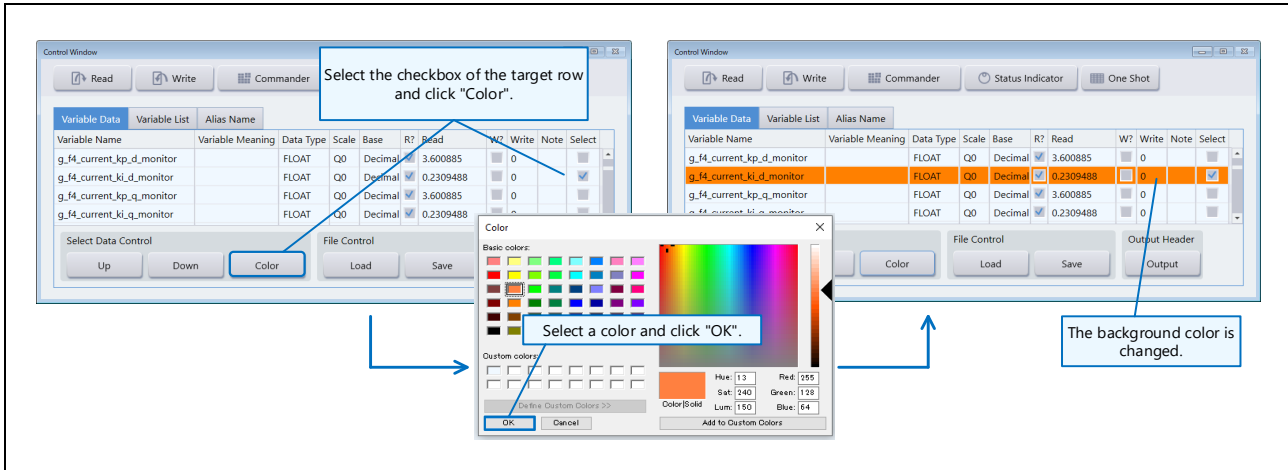 Control Window
Read Write Commander
Select the checkbox of the target row
and click "Color".
Variable Data Variable List Alias Name
Variable Name Variable Meaning Data Type Scale Base R? Read W? Write Note Select
g_f4_current_kp_d_monitor FLOAT Q0 Decimal 3.600885 0
g_f4_current_ki_d_monitor FLOAT Q0 Decimal 0.2309488 0
g_f4_current_kp_q_monitor FLOAT Q0 Decimal 3.600885 0
g_f4_current_ki_q_monitor FLOAT Q0 Decimal 0.2309488 0
Select Data Control File Control
Up Down Color Load Save
Color
Basic colors:
Select a color and click "OK".
Custom colors:
Define Custom Colors >>
OK Cancel
Color|Solid
Hue: 13 Red: 255
Sat: 240 Green: 128
Lum: 150 Blue: 64
Add to Custom Colors
Control Window
Read Write Commander Status Indicator One Shot
Variable Data Variable List Alias Name
Variable Name Variable Meaning Data Type Scale Base R? Read W? Write Note Select
g_f4_current_kp_d_monitor FLOAT Q0 Decimal 3.600885 0
g_f4_current_ki_d_monitor FLOAT Q0 Decimal 0.2309488 0
g_f4_current_kp_q_monitor FLOAT Q0 Decimal 3.600885 0
g_f4_current_ki_q_monitor FLOAT Q0 Decimal 0.2309488 0
File Control Output Header
Color Load Save Output
The background color is
changed.